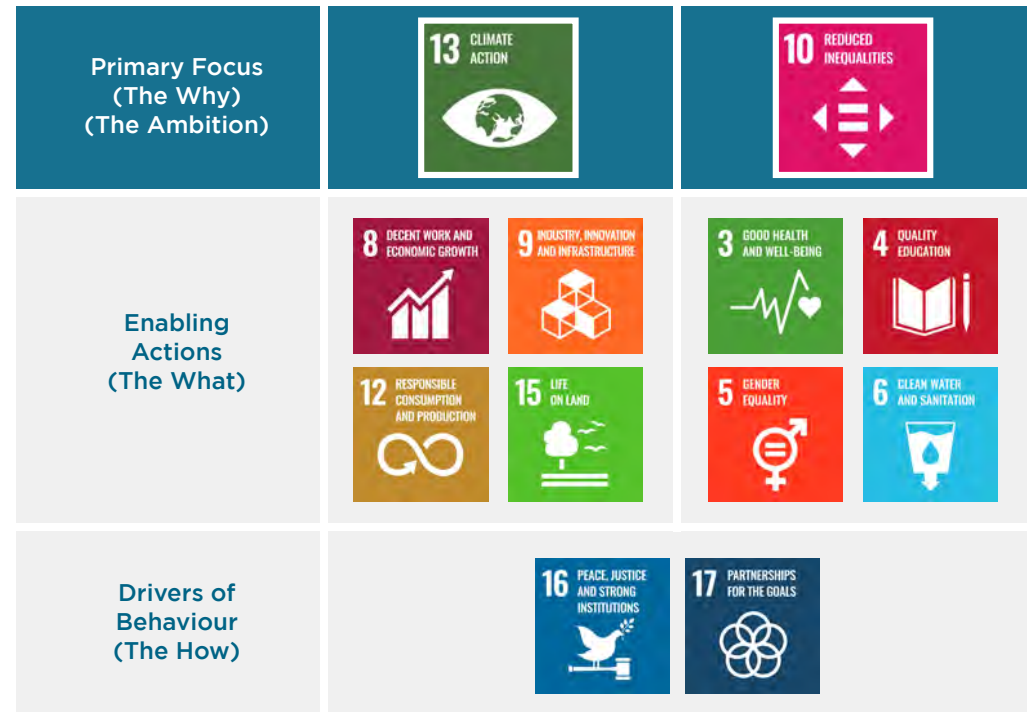 Primary Focus
(The Why)
(The Ambition)
13 CLIMATE
ACTION
10 REDUCED
INEQUALITIES
Enabling
Actions
(The What)
8 DECENT WORK AND
ECONOMIC GROWTH
9 INDUSTRY, INNOVATION
AND INFRASTRUCTURE
3 GOOD HEALTH
AND WELL-BEING
4 QUALITY
EDUCATION
12 RESPONSIBLE
CONSUMPTION
AND PRODUCTION
15 LIFE
ON LAND
5 GENDER
EQUALITY
6 CLEAN WATER
AND SANITATION
Drivers of
Behaviour
(The How)
16 PEACE, JUSTICE
AND STRONG
INSTITUTIONS
17 PARTNERSHIPS
FOR THE GOALS